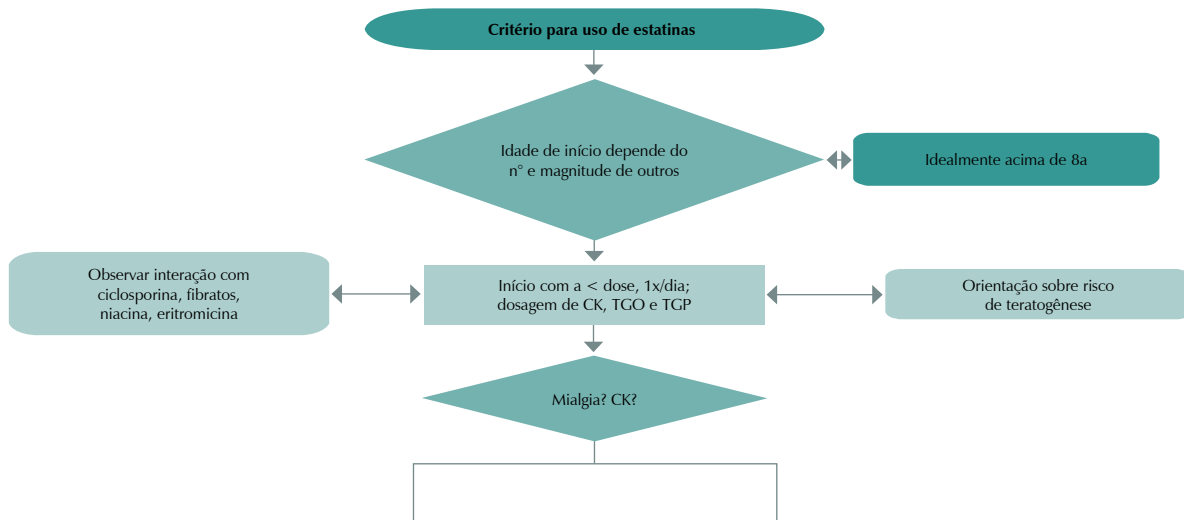 Critério para uso de estatinas
Idade de início depende do
n° e magnitude de outros
Idealmente acima de 8a
Observar interação com
ciclosporina, fibratos,
niacina, eritromicina
Início com a < dose, 1x/dia;
dosagem de CK, TGO e TGP
Orientação sobre risco
de teratogênese
Mialgia? CK?